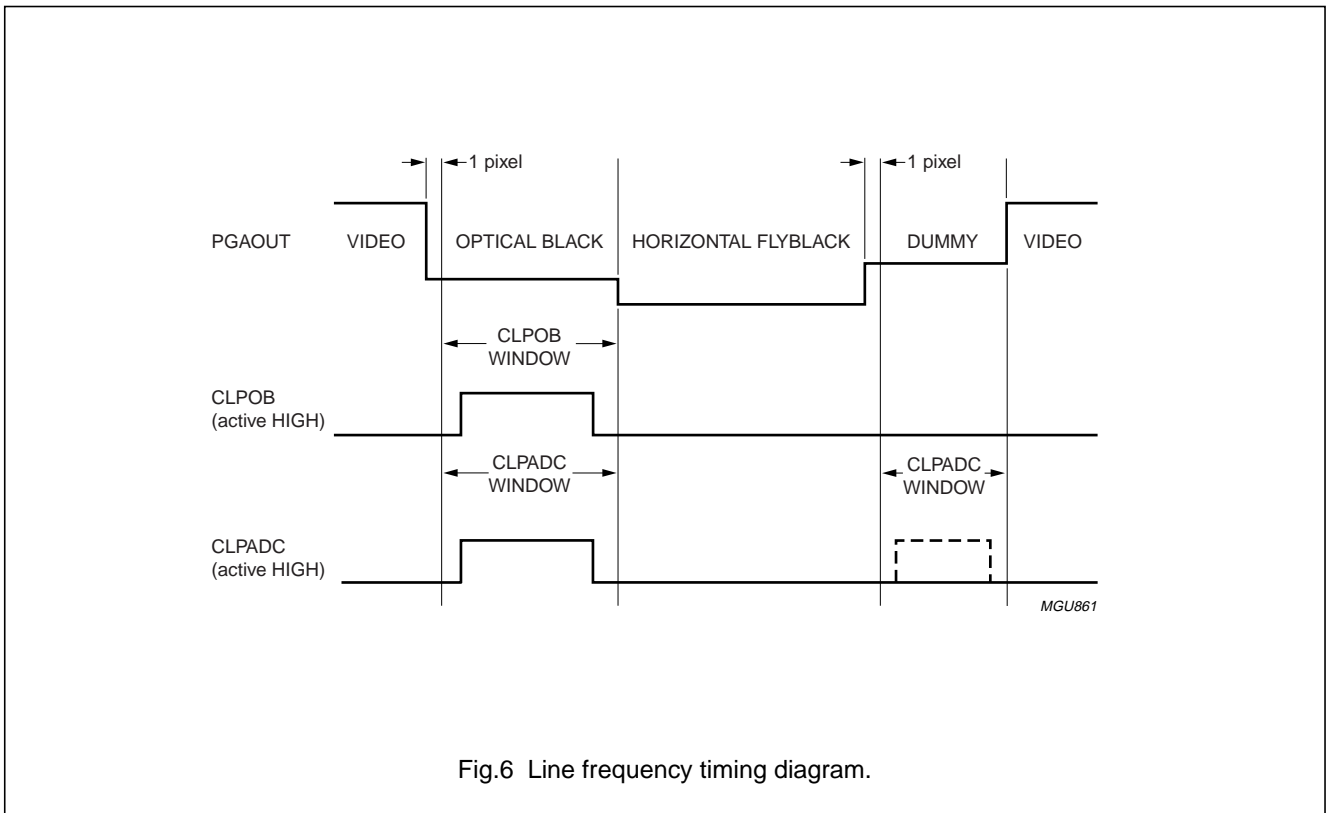 1 pixel
1 pixel
PGAOUT
VIDEO
OPTICAL BLACK
HORIZONTAL FLYBLACK
DUMMY
VIDEO
CLPOB
WINDOW
CLPOB
(active HIGH)
CLPADC
WINDOW
CLPADC
WINDOW
CLPADC
(active HIGH)
MGU861
Fig.6 Line frequency timing diagram.